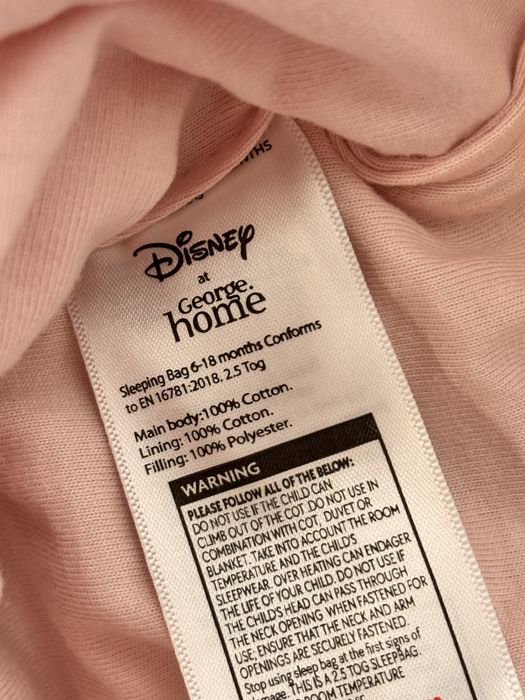 THS
Disney
at
George.
home
Sleeping Bag 6-18 months Conforms
to EN 16781:2018. 2.5 Tog
Main body:100% Cotton.
Lining: 100% Cotton.
Filling: 100% Polyester.
WARNING
PLEASE FOLLOW ALL OF THE BELOW:
DO NOT USE IF THE CHILD CAN
CLIMB OUT OF THE COT. DO NOT USE IN
COMBINATION WITH COT, DUVET OR
BLANKET. TAKE INTO ACCOUNT THE ROOM
TEMPERATURE AND THE CHILD'S
SLEEPWEAR. OVER HEATING CAN ENDAGER
THE LIFE OF YOUR CHILD. DO NOT USE IF
THE CHILD'S HEAD CAN PASS THROUGH
THE NECK OPENING WHEN FASTENED FOR
USE; ENSURE THAT THE NECK AND ARM
OPENINGS ARE SECURELY FASTENED.
Stop using sleep bag at the first signs of
mage. THIS IS A 2.5 TOG SLEEPBAG.
OOM TEMPERATURE